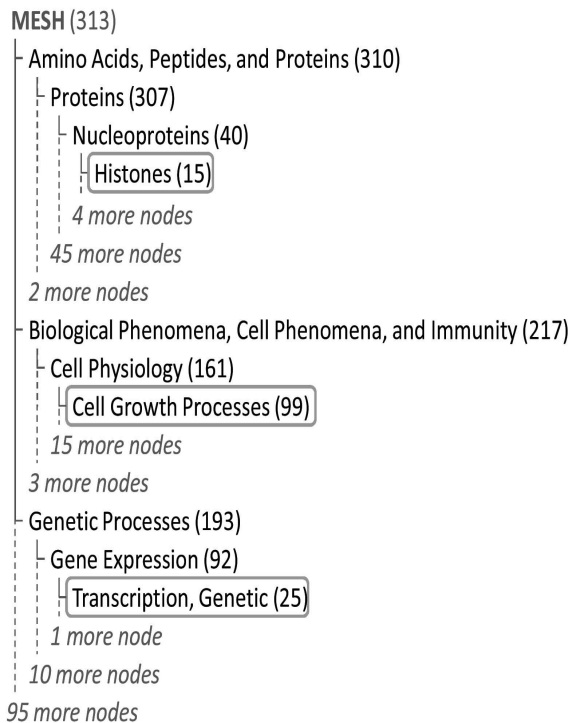 MESH (313)
Amino Acids, Peptides, and Proteins (310)
Proteins (307)
Nucleoproteins (40)
Histones (15)
4 more nodes
45 more nodes
2 more nodes
Biological Phenomena, Cell Phenomena, and Immunity (217)
Cell Physiology (161)
Cell Growth Processes (99)
15 more nodes
3 more nodes
Genetic Processes (193)
Gene Expression (92)
Transcription, Genetic (25)
1 more node
10 more nodes
95 more nodes